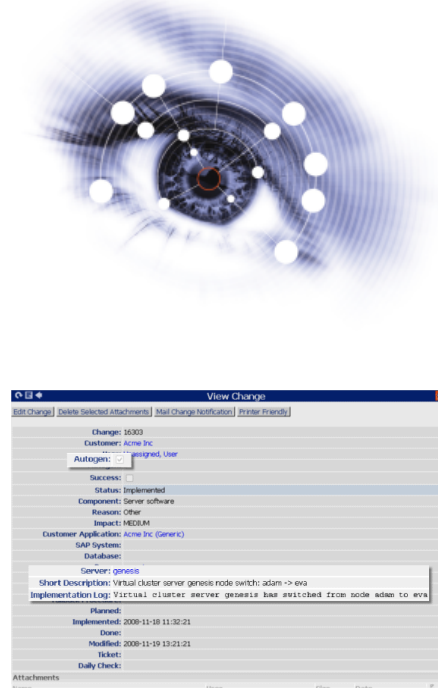 View Change
Edit Change Delete Selected Attachments Mail Change Notification Printer Friendly
Change: 16303
Customer: Acme Inc
assigned, User
Autogen:
Success:
Status: Implemented
Component: Server software
Reason: Other
Impact: MEDIUM
Customer Application: Acme Inc (Generic)
SAP System:
Database:
Server: genesis
Short Description: Virtual cluster server genesis node switch: adam -> eva
Implementation Log: Virtual cluster server genesis has switched from node adam to eva
Planned:
Implemented: 2008-11-18 11:32:21
Done:
Modified: 2008-11-19 13:21:21
Ticket:
Daily Check:
Attachments